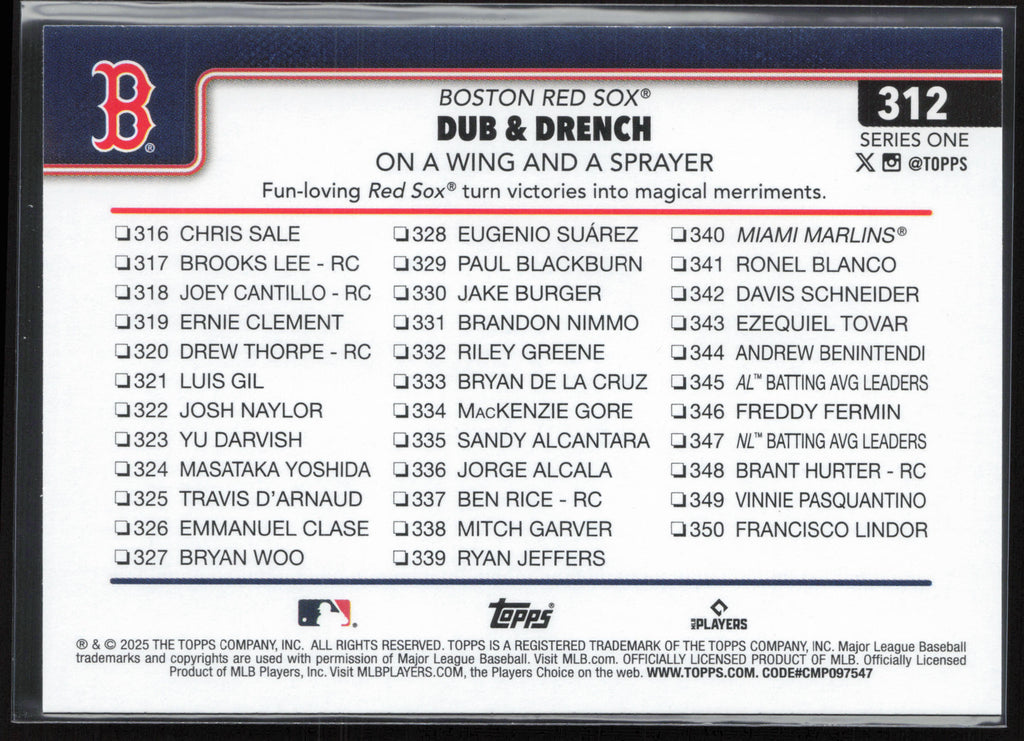 B®
BOSTON RED SOX®
312
DUB & DRENCH
SERIES ONE
ON A WING AND A SPRAYER
X @TOPPS
Fun-loving Red Sox® turn victories into magical merriments.
❏316 CHRIS SALE
❏317 BROOKS LEE - RC
❏318 JOEY CANTILLO - RC
❏319 ERNIE CLEMENT
❏320 DREW THORPE - RC
❏321 LUIS GIL
❏322 JOSH NAYLOR
❏323 YU DARVISH
❏324 MASATAKA YOSHIDA
❏325 TRAVIS D'ARNAUD
❏326 EMMANUEL CLASE
❏327 BRYAN WOO
❏328 EUGENIO SUÁREZ
❏329 PAUL BLACKBURN
❏330 JAKE BURGER
❏331 BRANDON NIMMO
❏332 RILEY GREENE
❏333 BRYAN DE LA CRUZ
❏334 MACKENZIE GORE
❏335 SANDY ALCANTARA
❏336 JORGE ALCALA
❏337 BEN RICE - RC
❏338 MITCH GARVER
❏339 RYAN JEFFERS
❏340 MIAMI MARLINS®
❏341 RONEL BLANCO
❏342 DAVIS SCHNEIDER
❏343 EZEQUIEL TOVAR
❏344 ANDREW BENINTENDI
❏345 AL™ BATTING AVG LEADERS
❏346 FREDDY FERMIN
❏347 NL™ BATTING AVG LEADERS
❏348 BRANT HURTER - RC
❏349 VINNIE PASQUANTINO
❏350 FRANCISCO LINDOR
topps®
MLB PLAYERS
® & © 2025 THE TOPPS COMPANY, INC. ALL RIGHTS RESERVED. TOPPS IS A REGISTERED TRADEMARK OF THE TOPPS COMPANY, INC. Major League Baseball
trademarks and copyrights are used with permission of Major League Baseball. Visit MLB.com. OFFICIALLY LICENSED PRODUCT OF MLB. Officially Licensed
Product of MLB Players, Inc. Visit MLBPLAYERS.COM, the Players Choice on the web. WWW.TOPPS.COM. CODE#CMP097547